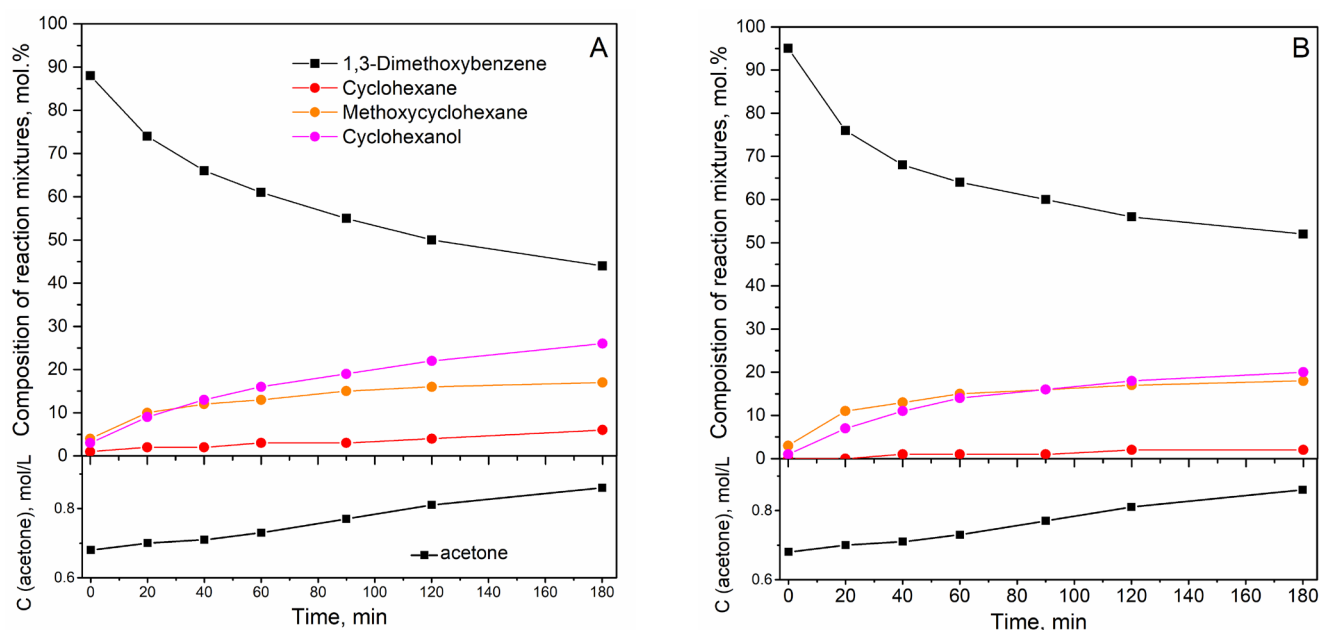 A
Composition of reaction mixtures, mol.%
100
90
80
70
60
50
40
30
20
10
0
1,3-Dimethoxybenzene
Cyclohexane
Methoxycyclohexane
Cyclohexanol
C (acetone), mol/L
0.8
0.6
acetone
0 20 40 60 80 100 120 140 160 180
Time, min
B
Compoistion of reaction mixtures, mol.%
100
90
80
70
60
50
40
30
20
10
0
C (acetone), mol/L
0.8
0.6
0 20 40 60 80 100 120 140 160 180
Time, min